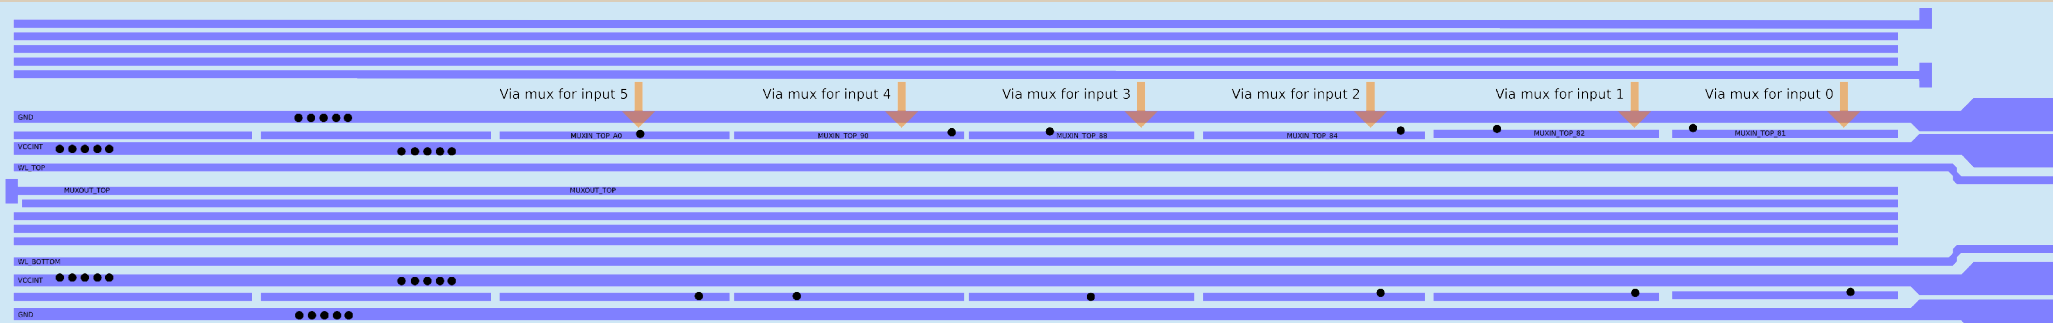 Via mux for input 5
Via mux for input 4
Via mux for input 3
Via mux for input 2
Via mux for input 1
Via mux for input 0
GND
MUXIN_TOP_A0
MUXIN_TOP_90
MUXIN_TOP_88
MUXIN_TOP_84
MUXIN_TOP_82
MUXIN_TOP_81
VCCINT
WL_TOP
MUXOUT_TOP
MUXOUT_TOP
WL_BOTTOM
VCCINT
GND